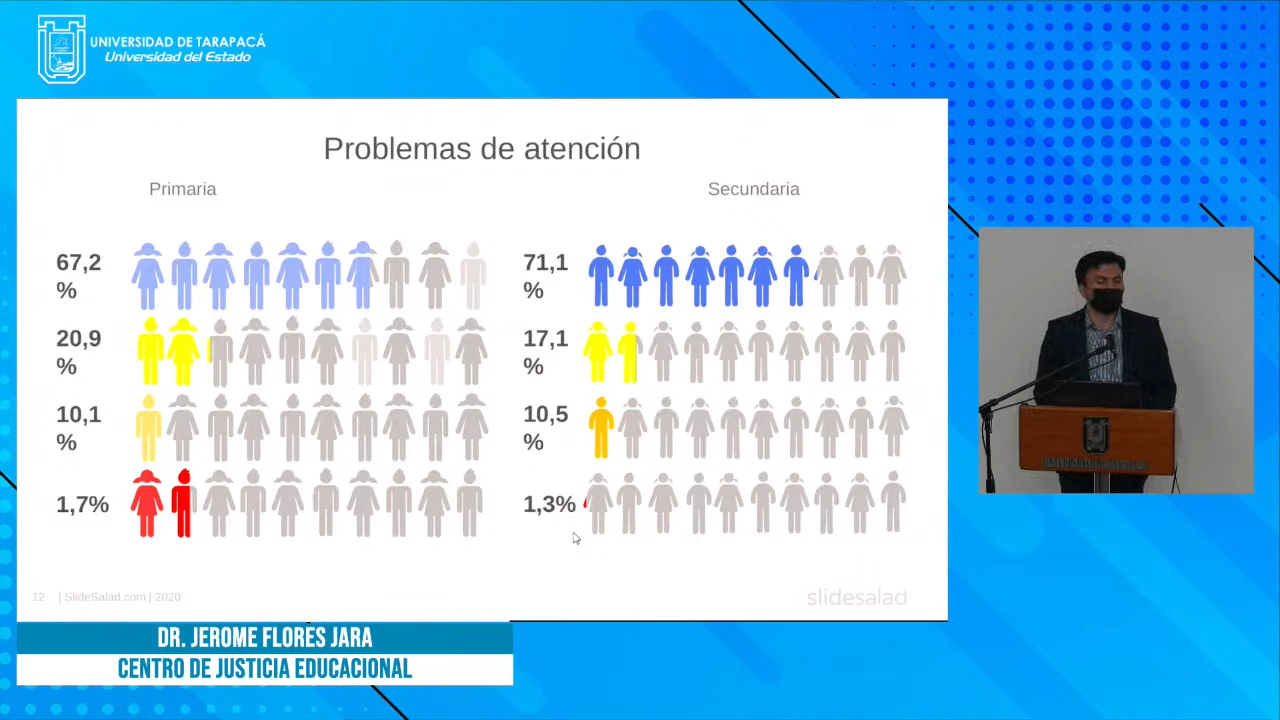 UNIVERSIDAD DE TARAPACÁ
Universidad del Estado
Problemas de atención
Primaria
Secundaria
67,2
%
71,1
%
20,9
%
17,1
%
10,1
%
10,5
%
1,7%
1,3%
12 | SlideSalad.com | 2020
slidesalad
DR. JEROME FLORES JARA
CENTRO DE JUSTICIA EDUCACIONAL